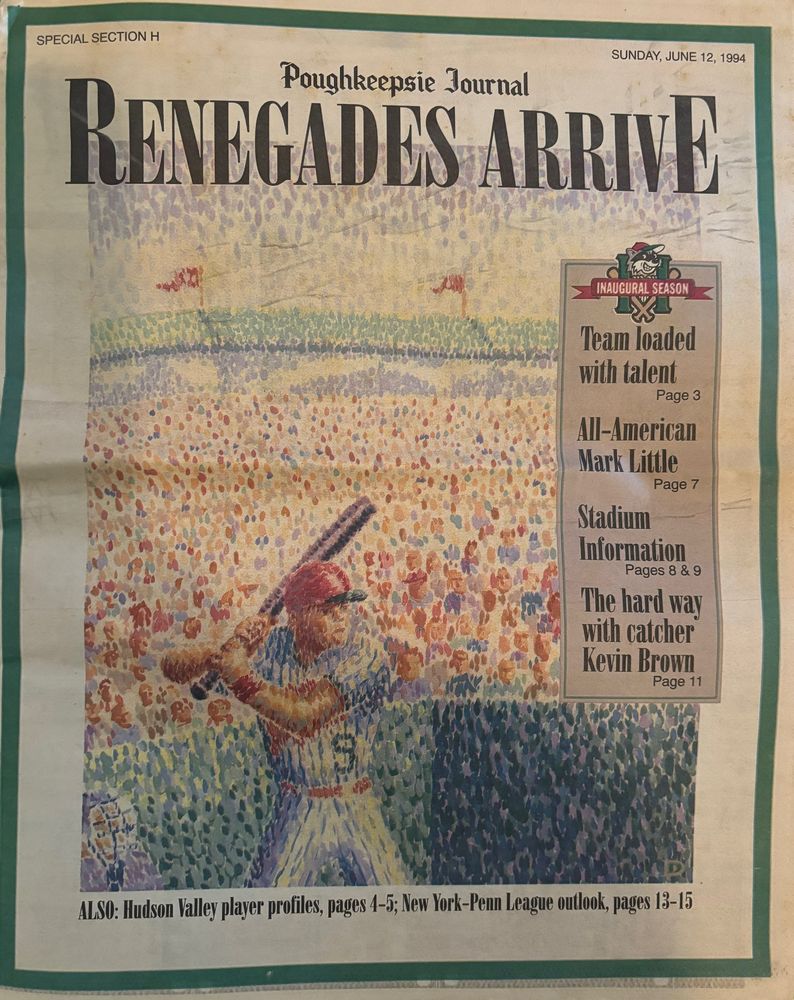 SPECIAL SECTION H
SUNDAY, JUNE 12, 1994
Poughkeepsie Journal
RENEGADES ARRIVE
INAUGURAL SEASON
H
Team loaded
with talent
Page 3
All-American
Mark Little
Page 7
Stadium
Information
Pages 8 & 9
The hard way
with catcher
Kevin Brown
Page 11
9
D
ALSO: Hudson Valley player profiles, pages 4-5; New York-Penn League outlook, pages 13-15